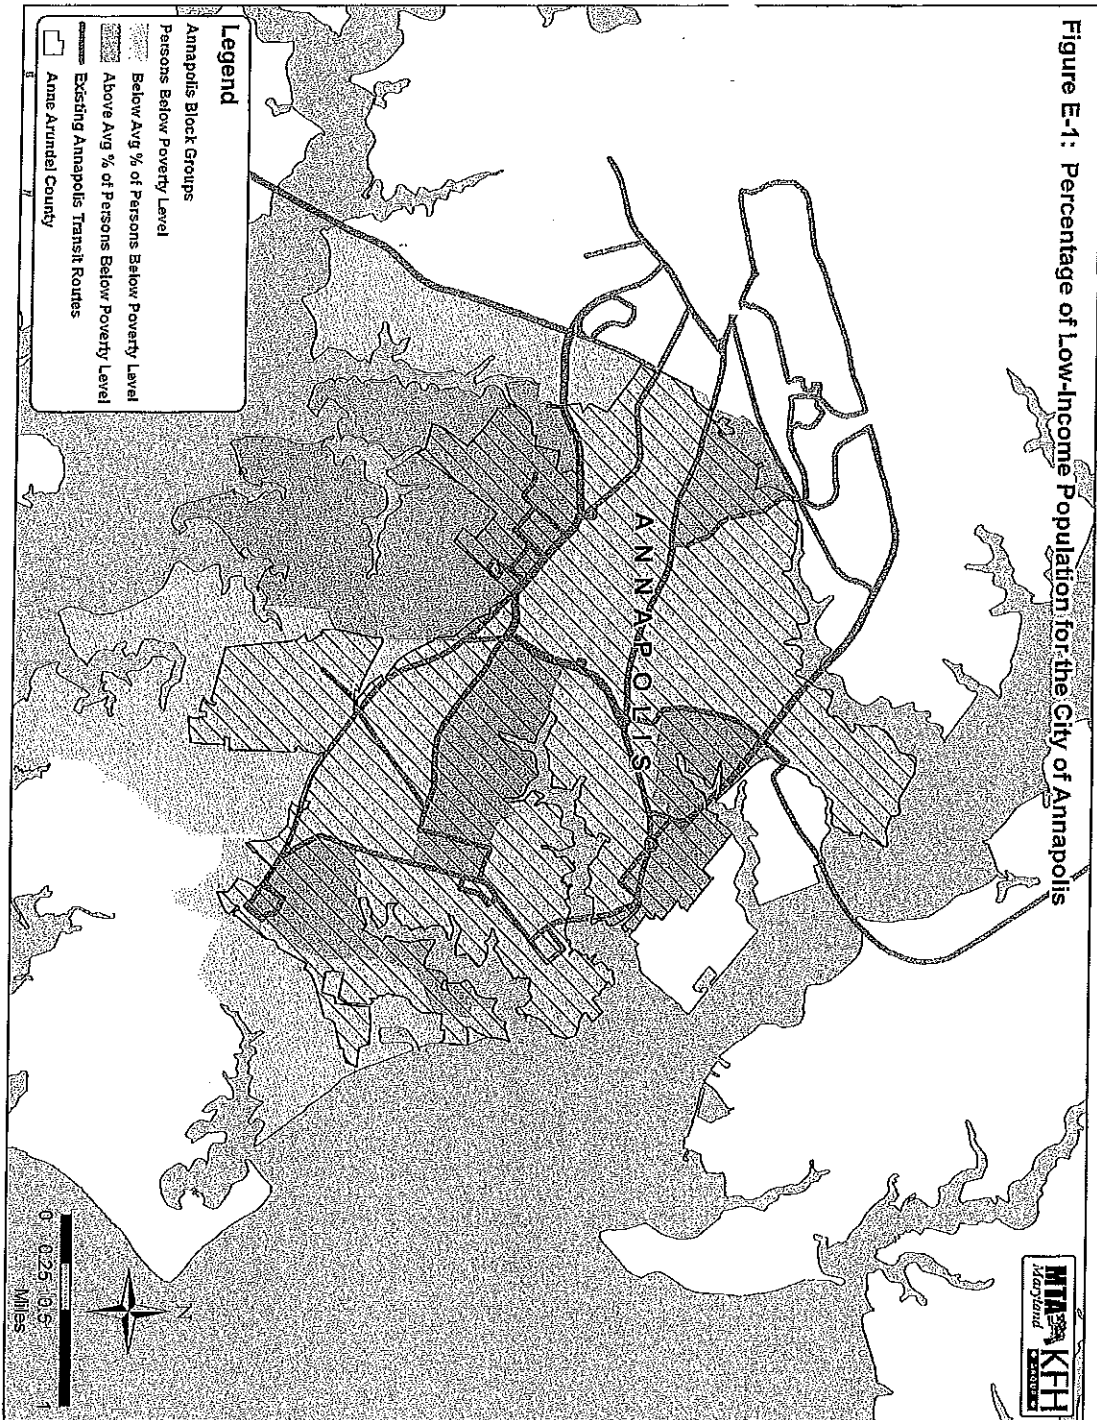 Figure E-1: Percentage of Low-Income Population for the City of Annapolis
MTA
Maryland
KFH
GROUP
ANNAPOLIS
Legend
Annapolis Block Groups
Persons Below Poverty Level
Below Avg % of Persons Below Poverty Level
Above Avg % of Persons Below Poverty Level
Existing Annapolis Transit Routes
Anne Arundel County
N
0 0.25 0.5 1
Miles